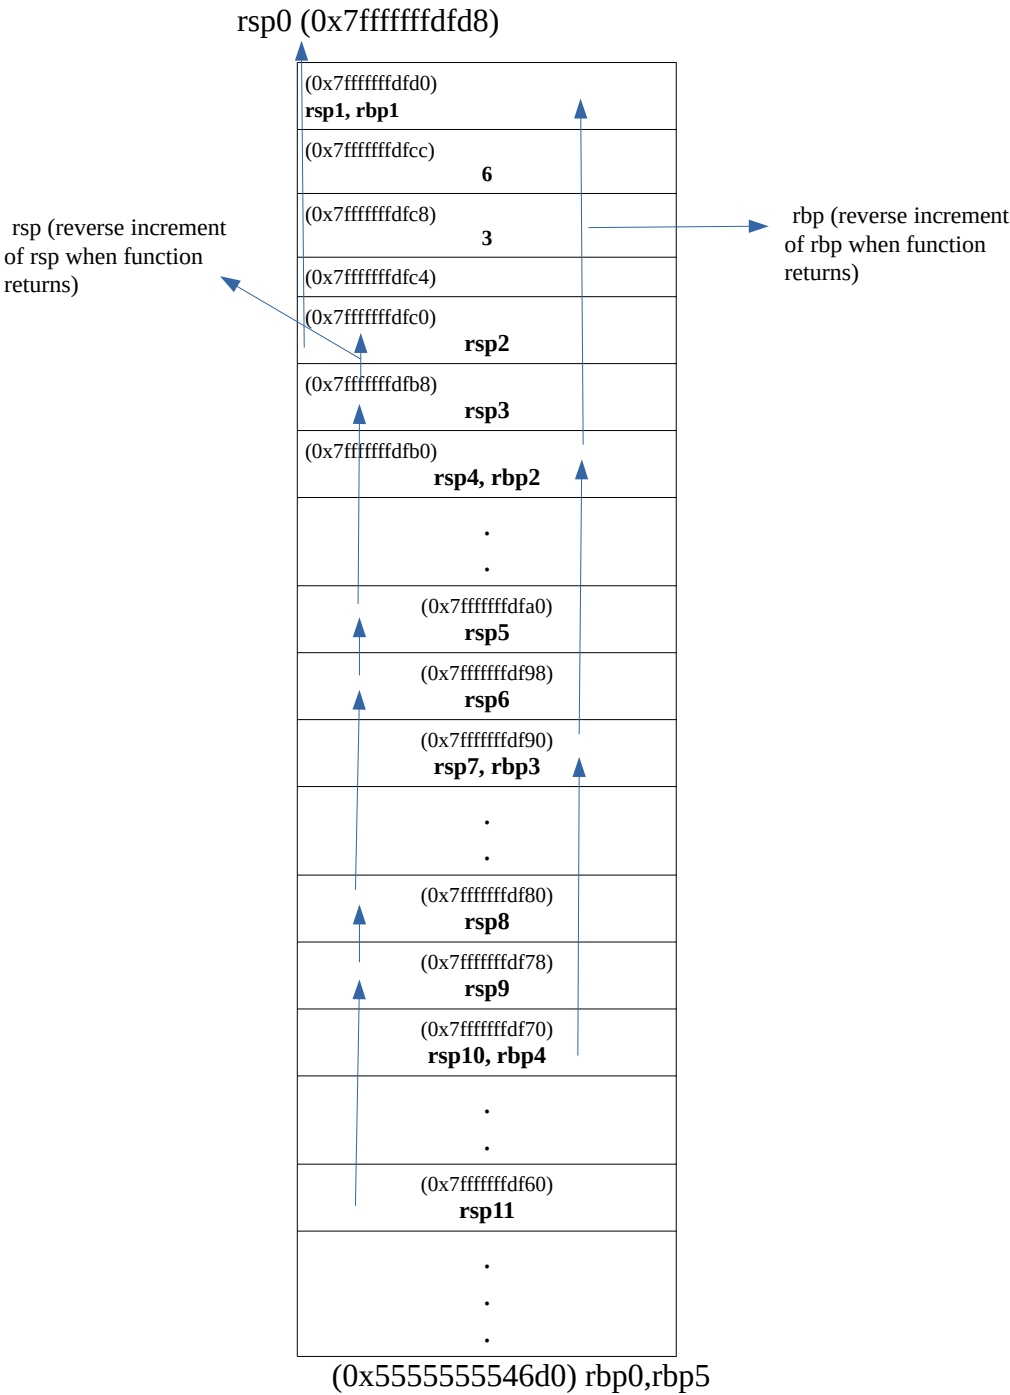 rsp0 (0x7fffffffdfd8)
(0x7fffffffdfd0)
rsp1, rbp1
(0x7fffffffdfcc)
6
(0x7fffffffdfc8)
3
rsp (reverse increment
of rsp when function
returns)
rbp (reverse increment
of rbp when function
returns)
(0x7fffffffdfc4)
(0x7fffffffdfc0)
rsp2
(0x7fffffffdfb8)
rsp3
(0x7fffffffdfb0)
rsp4, rbp2
.
.
(0x7fffffffdfa0)
rsp5
(0x7fffffffdf98)
rsp6
(0x7fffffffdf90)
rsp7, rbp3
.
.
(0x7fffffffdf80)
rsp8
(0x7fffffffdf78)
rsp9
(0x7fffffffdf70)
rsp10, rbp4
.
.
(0x7fffffffdf60)
rsp11
.
.
.
(0x5555555546d0) rbp0,rbp5